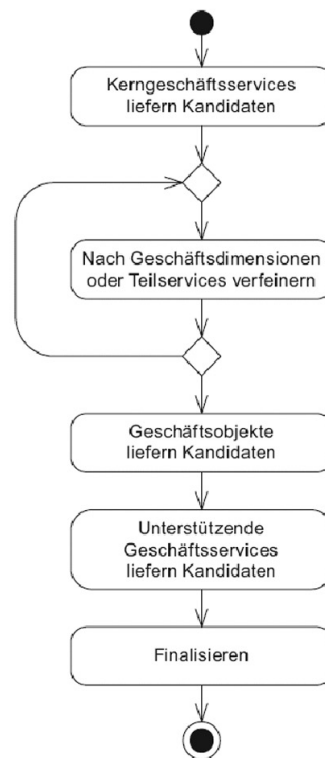 Kerngeschäftsservices
liefern Kandidaten
Nach Geschäftsdimensionen
oder Teilservices verfeinern
Geschäftsobjekte
liefern Kandidaten
Unterstützende
Geschäftsservices
liefern Kandidaten
Finalisieren